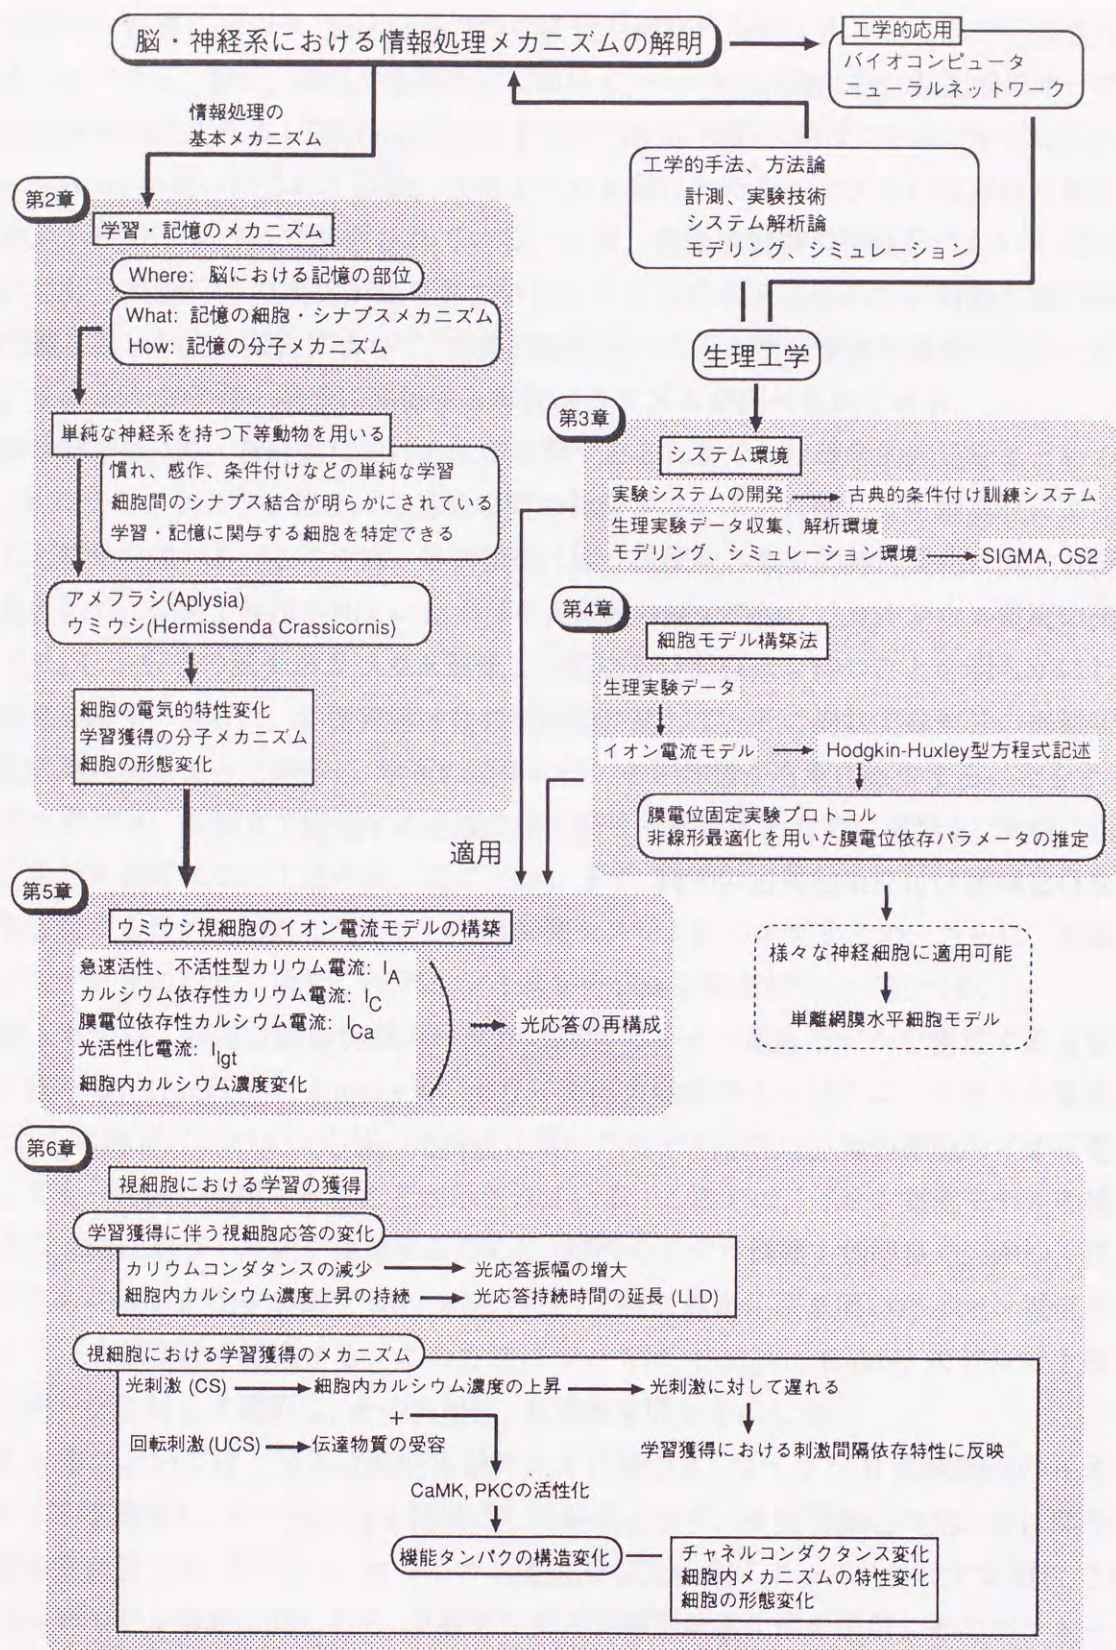 脳・神経系における情報処理メカニズムの解明
工学的応用
バイオコンピュータ
ニューラルネットワーク
情報処理の
基本メカニズム
工学的手法、方法論
計測、実験技術
システム解析論
モデリング、シミュレーション
生理工学
第2章
学習・記憶のメカニズム
Where: 脳における記憶の部位
What: 記憶の細胞・シナプスメカニズム
How: 記憶の分子メカニズム
単純な神経系を持つ下等動物を用いる
慣れ、感作、条件付けなどの単純な学習
細胞間のシナプス結合が明らかにされている
学習・記憶に関与する細胞を特定できる
アメフラシ(Aplysia)
ウミウシ(Hermissenda Crassicornis)
細胞の電気的特性変化
学習獲得の分子メカニズム
細胞の形態変化
第3章
システム環境
実験システムの開発 古典的条件付け訓練システム
生理実験データ収集、解析環境
モデリング、シミュレーション環境 SIGMA, CS2
第4章
細胞モデル構築法
生理実験データ
イオン電流モデル Hodgkin-Huxley型方程式記述
膜電位固定実験プロトコル
非線形最適化を用いた膜電位依存パラメータの推定
様々な神経細胞に適用可能
単離網膜水平細胞モデル
適用
第5章
ウミウシ視細胞のイオン電流モデルの構築
急速活性、不活性型カリウム電流: IA
カルシウム依存性カリウム電流: IC
膜電位依存性カルシウム電流: ICa
光活性化電流: Ilgt
細胞内カルシウム濃度変化
光応答の再構成
第6章
視細胞における学習の獲得
学習獲得に伴う視細胞応答の変化
カリウムコンダタンスの減少 光応答振幅の増大
細胞内カルシウム濃度上昇の持続 光応答持続時間の延長 (LLD)
視細胞における学習獲得のメカニズム
光刺激 (CS) 細胞内カルシウム濃度の上昇 光刺激に対して遅れる
+
回転刺激 (UCS) 伝達物質の受容 学習獲得における刺激間隔依存特性に反映
CaMK, PKCの活性化
機能タンパクの構造変化
チャネルコンダクタンス変化
細胞内メカニズムの特性変化
細胞の形態変化